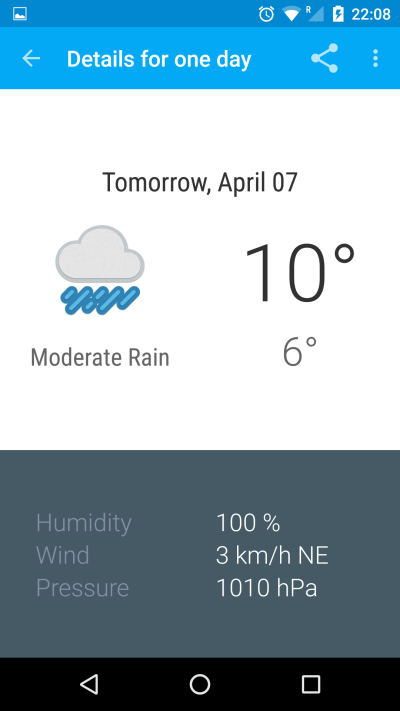 R 22:08
Details for one day
Tomorrow, April 07
10°
Moderate Rain 6°
Humidity 100 %
Wind 3 km/h NE
Pressure 1010 hPa